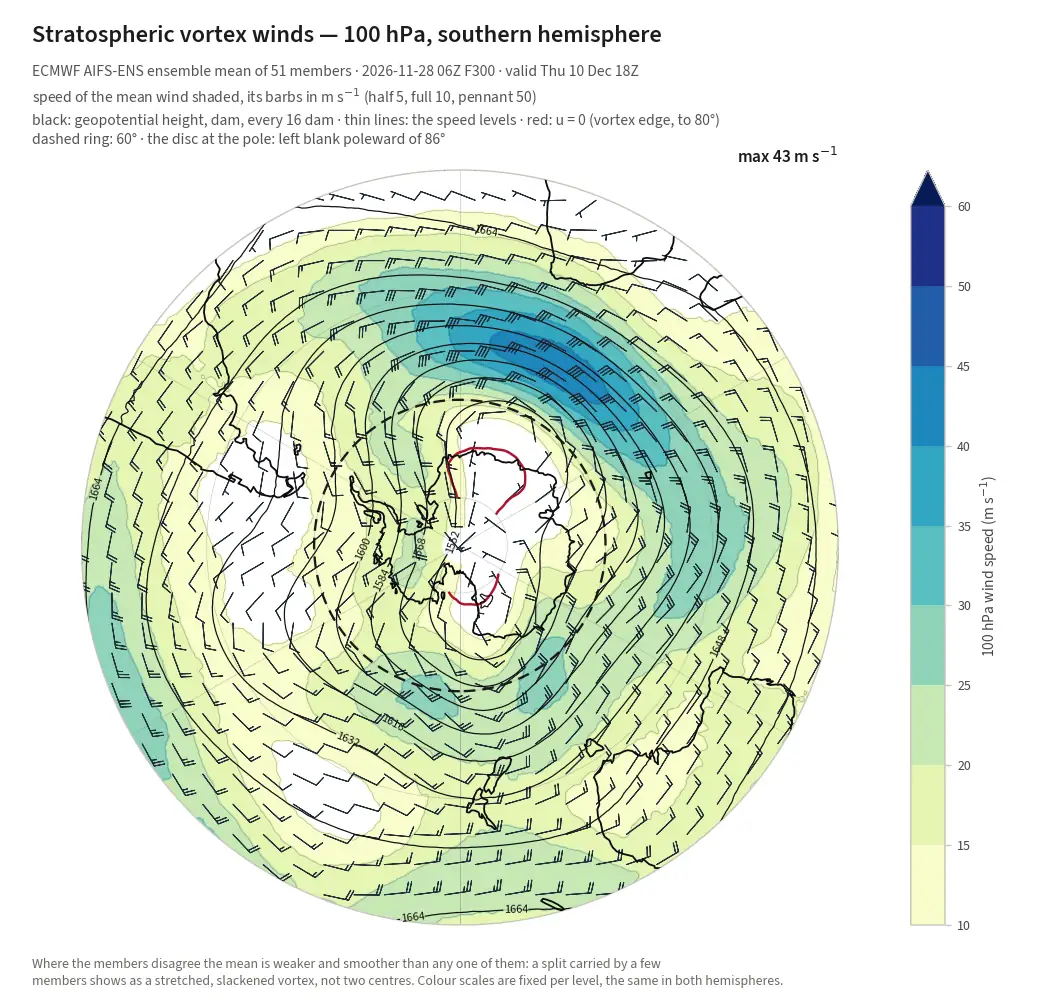 Stratospheric vortex winds — 100 hPa, southern hemisphere
ECMWF AIFS-ENS ensemble mean of 51 members · 2026-11-28 06Z F300 · valid Thu 10 Dec 18Z
speed of the mean wind shaded, its barbs in m s⁻¹ (half 5, full 10, pennant 50)
black: geopotential height, dam, every 16 dam · thin lines: the speed levels · red: u = 0 (vortex edge, to 80°)
dashed ring: 60° · the disc at the pole: left blank poleward of 86°
max 43 m s⁻¹
1664
1664
1600
1584
1568
1552
1648
1616
1632
1664
1664
60
50
45
40
35
30
25
20
15
10
100 hPa wind speed (m s⁻¹)
Where the members disagree the mean is weaker and smoother than any one of them: a split carried by a few
members shows as a stretched, slackened vortex, not two centres. Colour scales are fixed per level, the same in both hemispheres.